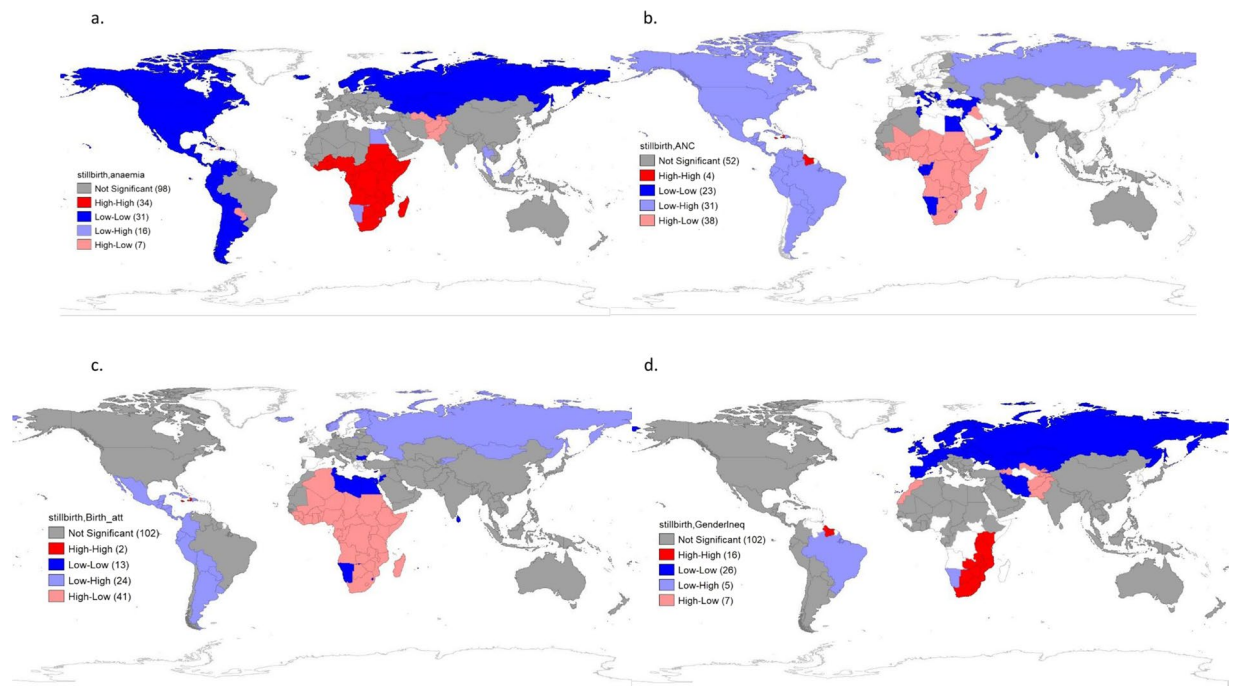 a.
stillbirth,anaemia
Not Significant (98)
High-High (34)
Low-Low (31)
Low-High (16)
High-Low (7)
b.
stillbirth,ANC
Not Significant (52)
High-High (4)
Low-Low (23)
Low-High (31)
High-Low (38)
c.
stillbirth,Birth_att
Not Significant (102)
High-High (2)
Low-Low (13)
Low-High (24)
High-Low (41)
d.
stillbirth,GenderIneq
Not Significant (102)
High-High (16)
Low-Low (26)
Low-High (5)
High-Low (7)